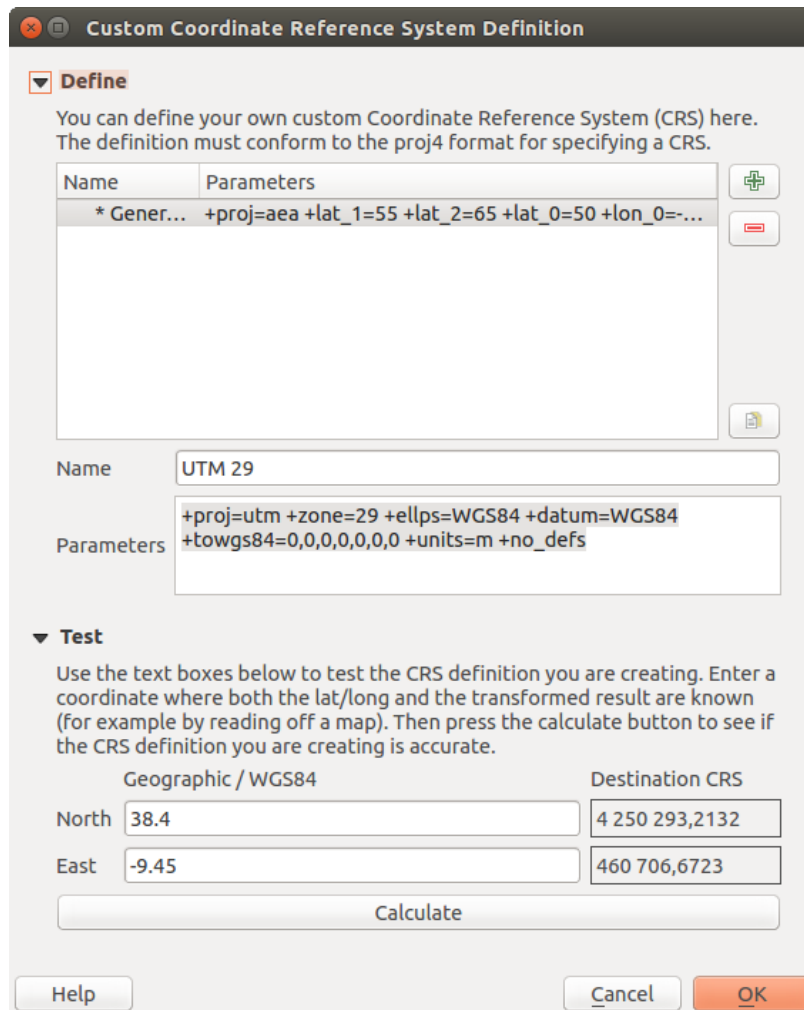 Custom Coordinate Reference System Definition
Define
You can define your own custom Coordinate Reference System (CRS) here.
The definition must conform to the proj4 format for specifying a CRS.
Name Parameters
* Gener... +proj=aea +lat_1=55 +lat_2=65 +lat_0=50 +lon_0=-...
Name UTM 29
+proj=utm +zone=29 +ellps=WGS84 +datum=WGS84
Parameters +towgs84=0,0,0,0,0,0,0 +units=m +no_defs
Test
Use the text boxes below to test the CRS definition you are creating. Enter a
coordinate where both the lat/long and the transformed result are known
(for example by reading off a map). Then press the calculate button to see if
the CRS definition you are creating is accurate.
Geographic / WGS84 Destination CRS
North 38.4 4 250 293,2132
East -9.45 460 706,6723
Calculate
Help Cancel OK